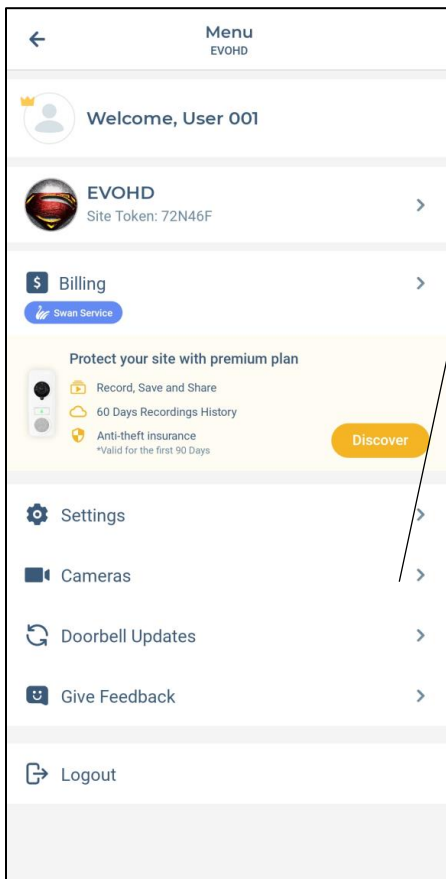 Menu
EVOHD
Welcome, User 001
EVOHD
Site Token: 72N46F
$ Billing
Swan Service
Protect your site with premium plan
Record, Save and Share
60 Days Recordings History
Anti-theft insurance
*Valid for the first 90 Days
Discover
Settings
Cameras
Doorbell Updates
Give Feedback
Logout